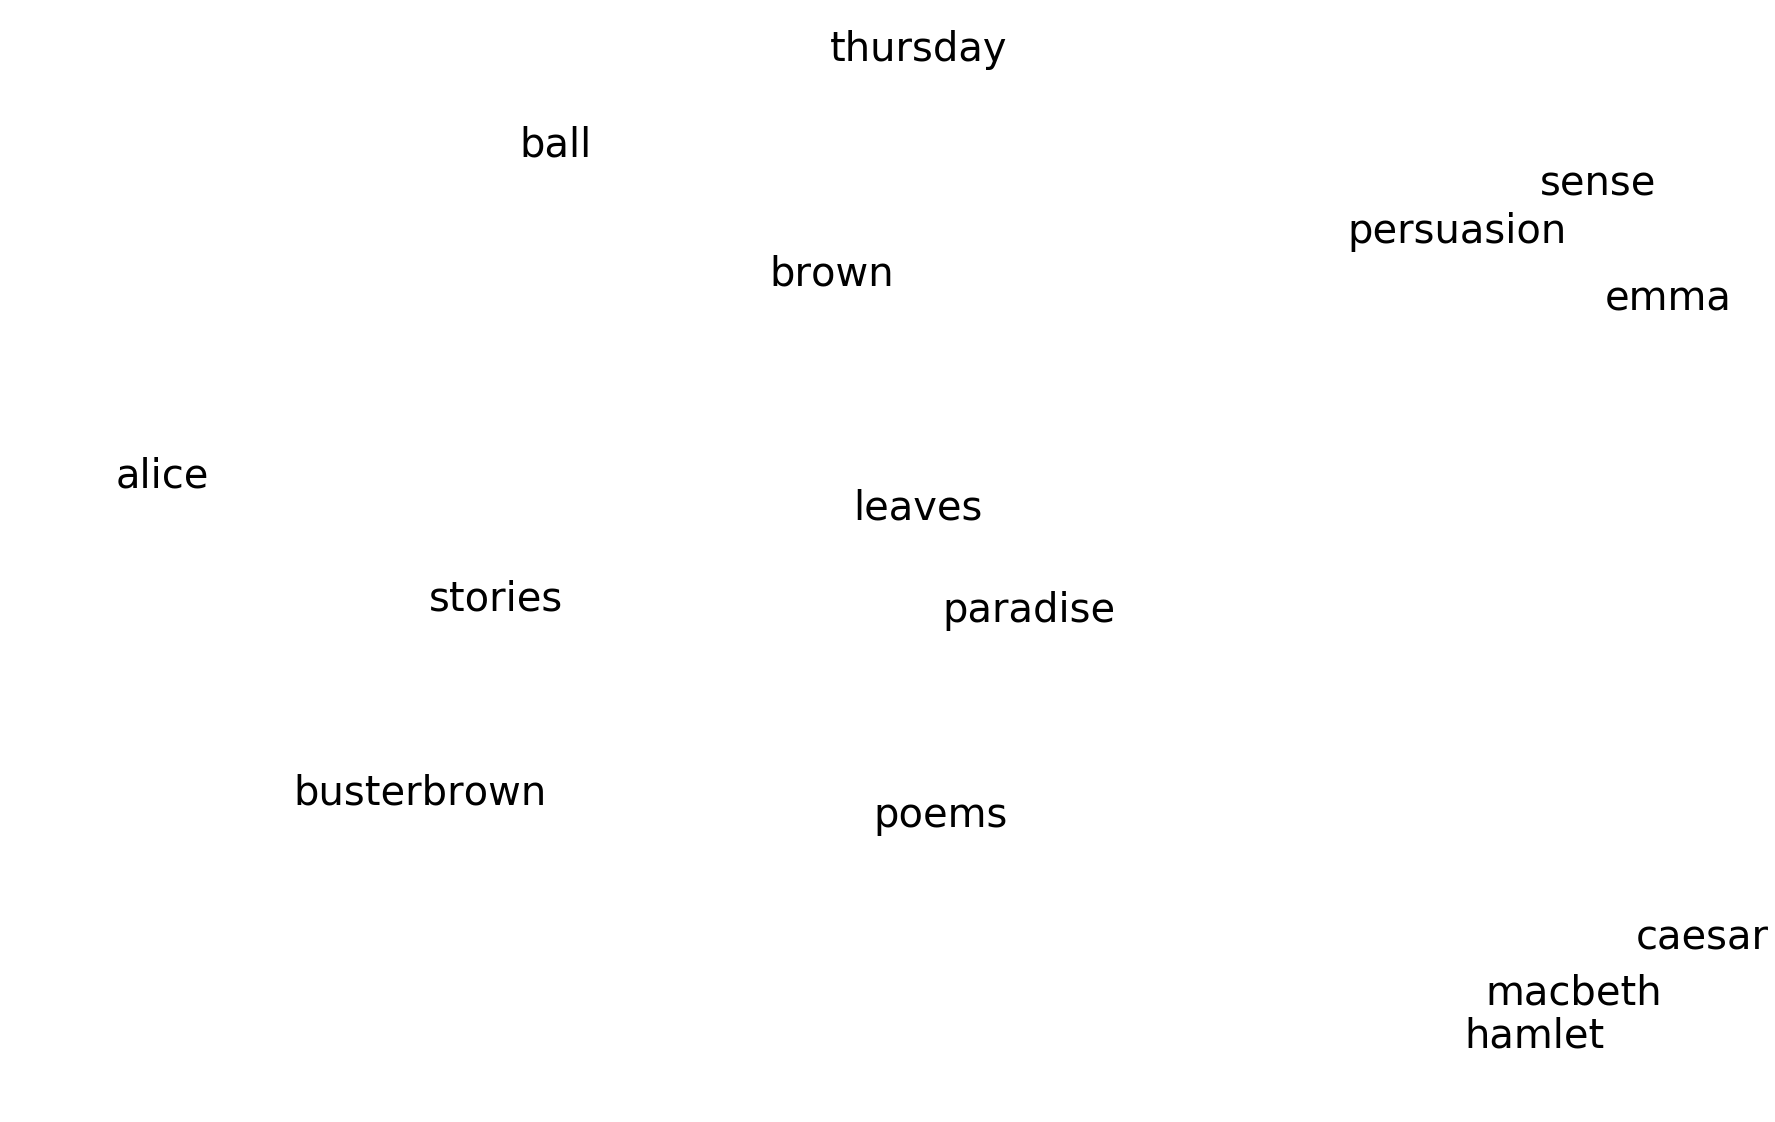 thursday
ball
sense
persuasion
brown
emma
alice
leaves
stories
paradise
busterbrown
poems
caesar
macbeth
hamlet